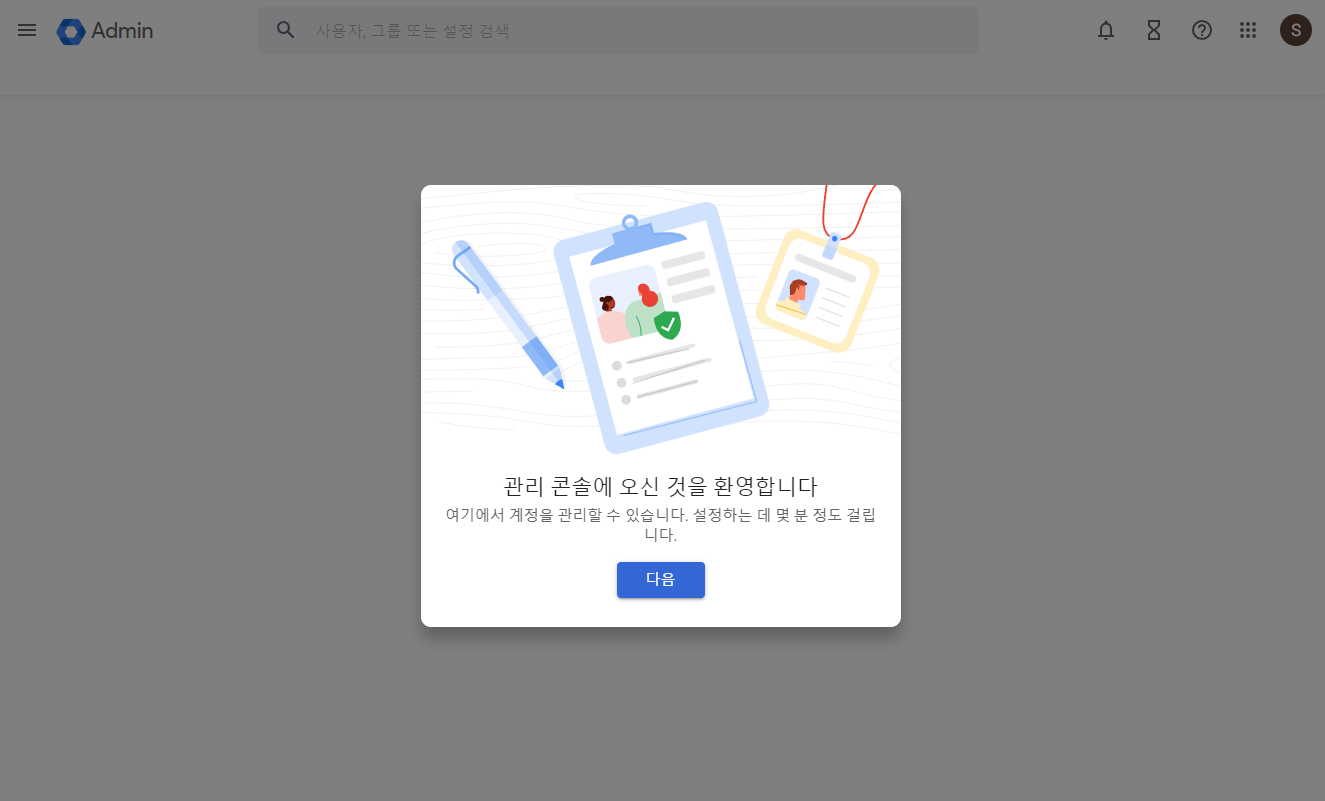 Admin
사용자, 그룹 또는 설정 검색
S
관리 콘솔에 오신 것을 환영합니다
여기에서 계정을 관리할 수 있습니다. 설정하는 데 몇 분 정도 걸립
니다.
다음